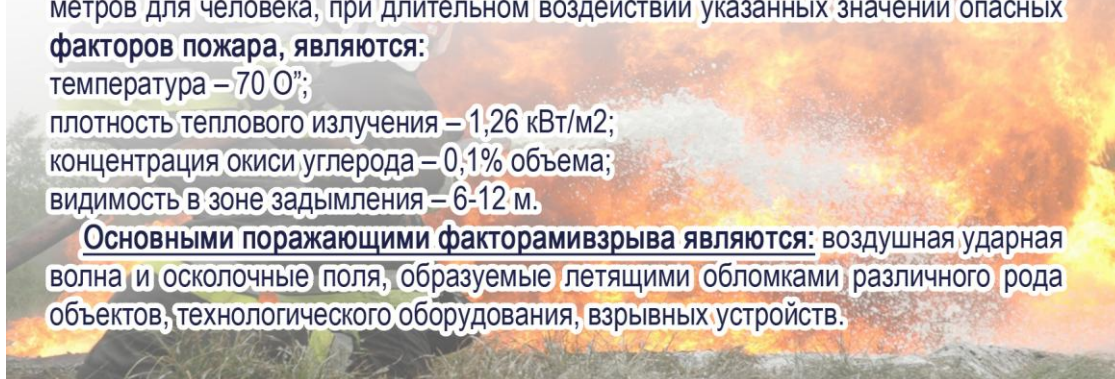 метров для человека, при длительном воздействии указанных значений опасных
факторов пожара, являются:
температура – 70 О”;
плотность теплового излучения – 1,26 кВт/м2;
концентрация окиси углерода – 0,1% объема;
видимость в зоне задымления – 6-12 м.
Основными поражающими факторамивзрыва являются: воздушная ударная
волна и осколочные поля, образуемые летящими обломками различного рода
объектов, технологического оборудования, взрывных устройств.